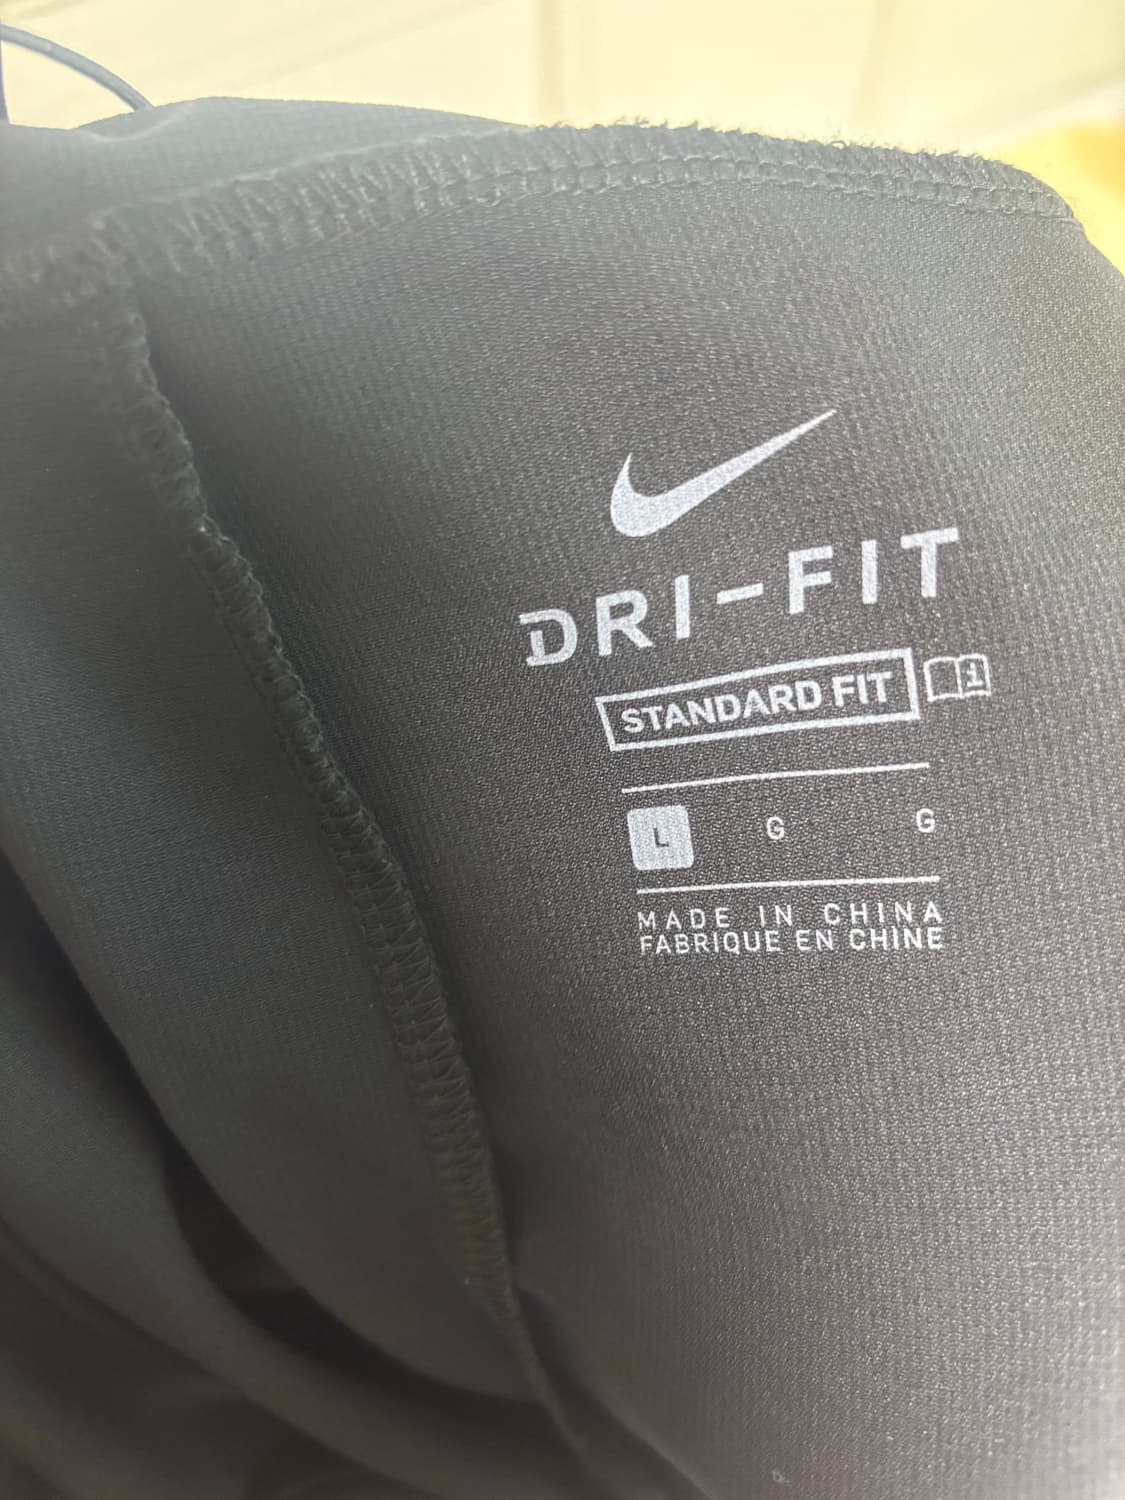 DRI-FIT
STANDARD FIT i
L G G
MADE IN CHINA
FABRIQUE EN CHINE